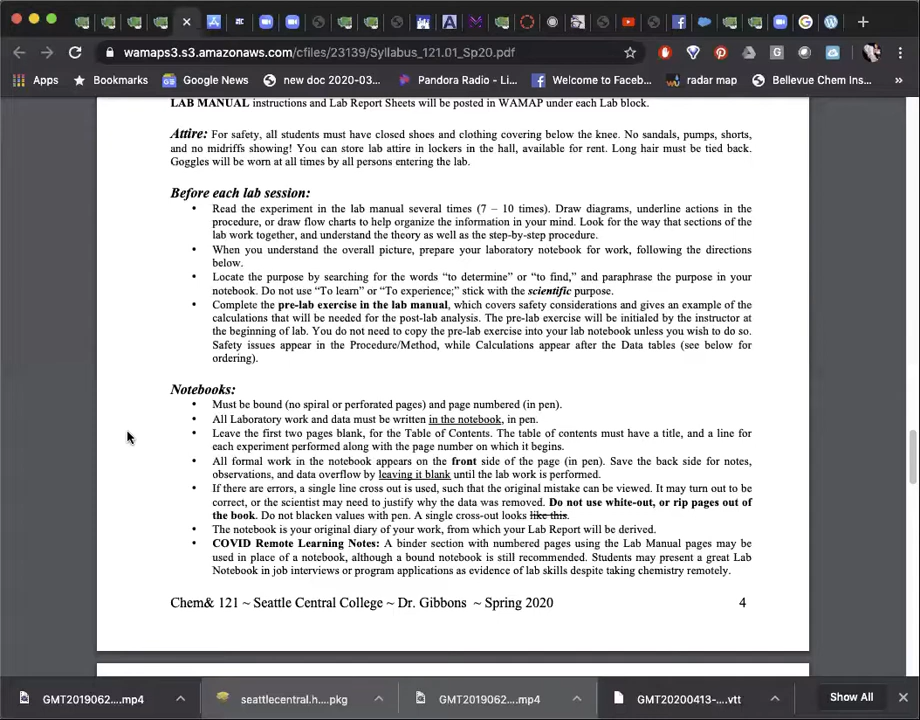 wamaps3.s3.amazonaws.com/cfiles/23139/Syllabus_121.01_Sp20.pdf
Apps Bookmarks Google News new doc 2020-03... Pandora Radio - Li... Welcome to Faceb... radar map Bellevue Chem Ins...
LAB MANUAL instructions and Lab Report Sheets will be posted in WAMAP under each Lab block.
Attire: For safety, all students must have closed shoes and clothing covering below the knee. No sandals, pumps, shorts,
and no midriffs showing! You can store lab attire in lockers in the hall, available for rent. Long hair must be tied back.
Goggles will be worn at all times by all persons entering the lab.
Before each lab session:
• Read the experiment in the lab manual several times (7 – 10 times). Draw diagrams, underline actions in the
procedure, or draw flow charts to help organize the information in your mind. Look for the way that sections of the
lab work together, and understand the theory as well as the step-by-step procedure.
• When you understand the overall picture, prepare your laboratory notebook for work, following the directions
below.
• Locate the purpose by searching for the words “to determine” or “to find,” and paraphrase the purpose in your
notebook. Do not use “To learn” or “To experience;” stick with the scientific purpose.
• Complete the pre-lab exercise in the lab manual, which covers safety considerations and gives an example of the
calculations that will be needed for the post-lab analysis. The pre-lab exercise will be initialed by the instructor at
the beginning of lab. You do not need to copy the pre-lab exercise into your lab notebook unless you wish to do so.
Safety issues appear in the Procedure/Method, while Calculations appear after the Data tables (see below for
ordering).
Notebooks:
• Must be bound (no spiral or perforated pages) and page numbered (in pen).
• All Laboratory work and data must be written in the notebook, in pen.
• Leave the first two pages blank, for the Table of Contents. The table of contents must have a title, and a line for
each experiment performed along with the page number on which it begins.
• All formal work in the notebook appears on the front side of the page (in pen). Save the back side for notes,
observations, and data overflow by leaving it blank until the lab work is performed.
• If there are errors, a single line cross out is used, such that the original mistake can be viewed. It may turn out to be
correct, or the scientist may need to justify why the data was removed. Do not use white-out, or rip pages out of
the book. Do not blacken values with pen. A single cross-out looks like this.
• The notebook is your original diary of your work, from which your Lab Report will be derived.
• COVID Remote Learning Notes: A binder section with numbered pages using the Lab Manual pages may be
used in place of a notebook, although a bound notebook is still recommended. Students may present a great Lab
Notebook in job interviews or program applications as evidence of lab skills despite taking chemistry remotely.
Chem& 121 ~ Seattle Central College ~ Dr. Gibbons ~ Spring 2020 4
GMT2019062....mp4 seattlecentral.h....pkg GMT2019062....mp4 GMT20200413-....vtt Show All